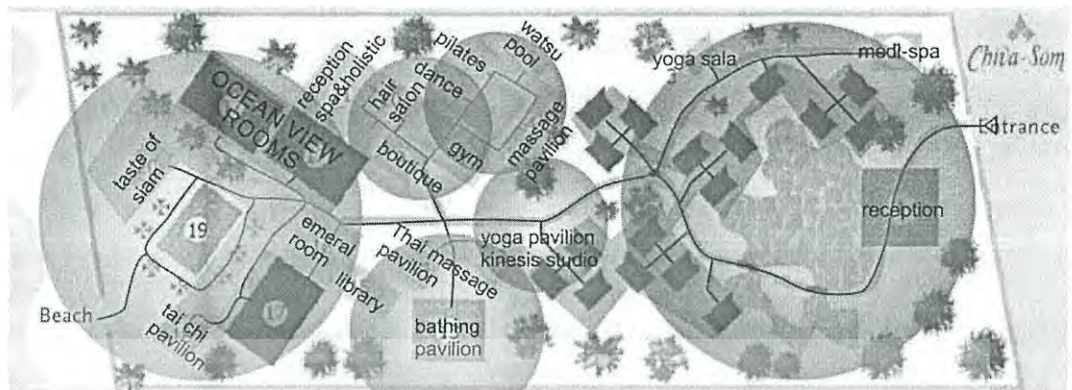 Chiva-Som
Entrance
reception
medi-spa
yoga sala
watsu
pool
pilates
dance
gym
massage
pavilion
reception
spa&holistic
hair
salon
boutique
OCEAN VIEW
ROOMS
taste of
siam
19
emeral
room
library
Thai massage
pavilion
yoga pavilion
kinesis studio
bathing
pavilion
tai chi
pavilion
Beach